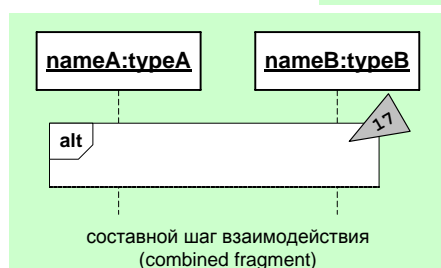 nameA:typeA nameB:typeB
17
alt
составной шаг взаимодействия
(combined fragment)